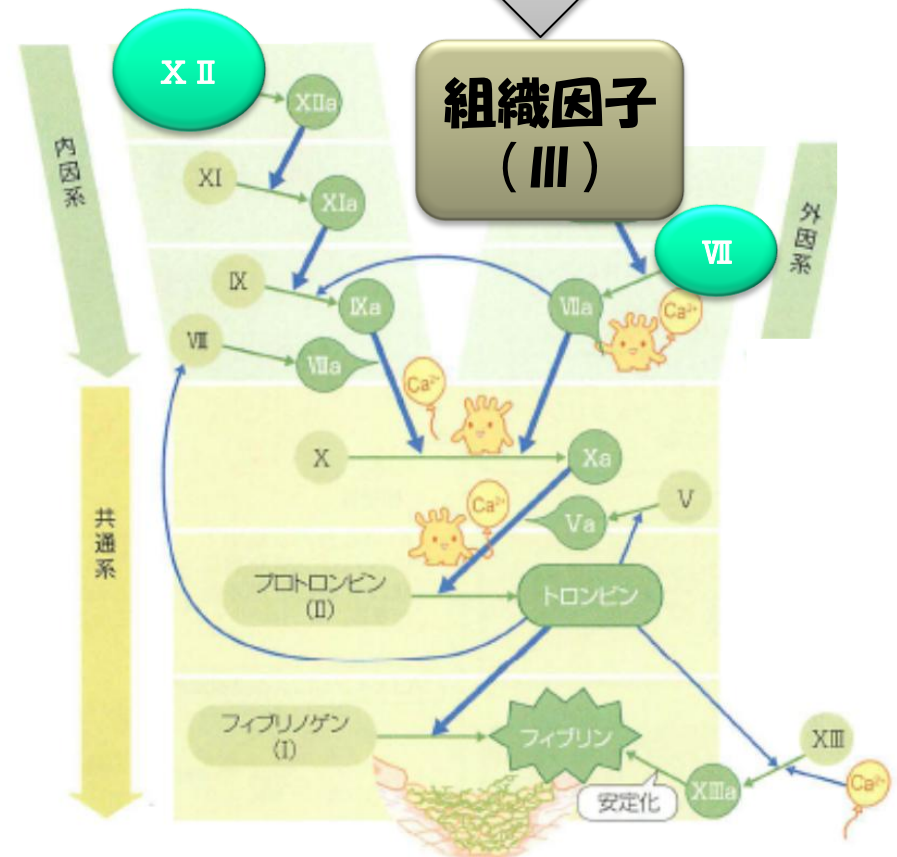 ⅩⅡ
組織因子
（Ⅲ）
XIIa
内因系
XI
XIa
外因系
Ⅶ
IX
IXa
VIIa
Ca²⁺
VIII
VIIIa
Ca²⁺
X
Xa
共通系
Ca²⁺
Va
V
プロトロンビン
(II)
トロンビン
フィブリノゲン
(I)
フィブリン
XIII
安定化
XIIIa
Ca²⁺